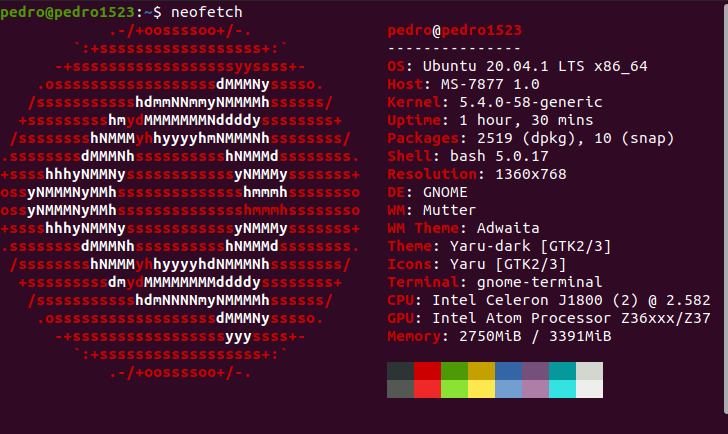 pedro@pedro1523:~$ neofetch
            .-/+oossssoo+/-.               pedro@pedro1523
        `:+ssssssssssssssssss+:`           ---------------
      -+ssssssssssssssssssyyssss+-         OS: Ubuntu 20.04.1 LTS x86_64
    .ossssssssssssssssssdMMMNysssso.       Host: MS-7877 1.0
   /ssssssssssshdmmNNmmyNMMMMhssssss/      Kernel: 5.4.0-58-generic
  +ssssssssshmydMMMMMMMNddddyssssssss+     Uptime: 1 hour, 30 mins
 /sssssssshNMMMyhhyyyyhmNMMMNhssssssss/    Packages: 2519 (dpkg), 10 (snap)
.ssssssssdMMMNhsssssssssshNMMMdssssssss.   Shell: bash 5.0.17
+sssshhhyNMMNyssssssssssssyNMMMysssssss+   Resolution: 1360x768
ossyNMMMNyMMhsssssssssssssshmmmhssssssso   DE: GNOME
ossyNMMMNyMMhsssssssssssssshmmmhssssssso   WM: Mutter
+sssshhhyNMMNyssssssssssssyNMMMysssssss+   WM Theme: Adwaita
.ssssssssdMMMNhsssssssssshNMMMdssssssss.   Theme: Yaru-dark [GTK2/3]
 /sssssssshNMMMyhhyyyyhdNMMMNhssssssss/    Icons: Yaru [GTK2/3]
  +sssssssssdmydMMMMMMMMddddyssssssss+     Terminal: gnome-terminal
   /ssssssssssshdmNNNNmyNMMMMhssssss/      CPU: Intel Celeron J1800 (2) @ 2.582
    .ossssssssssssssssssdMMMNysssso.       GPU: Intel Atom Processor Z36xxx/Z37
      -+sssssssssssssssssyyyssss+-         Memory: 2750MiB / 3391MiB
        `:+ssssssssssssssssss+:`
            .-/+oossssoo+/-.